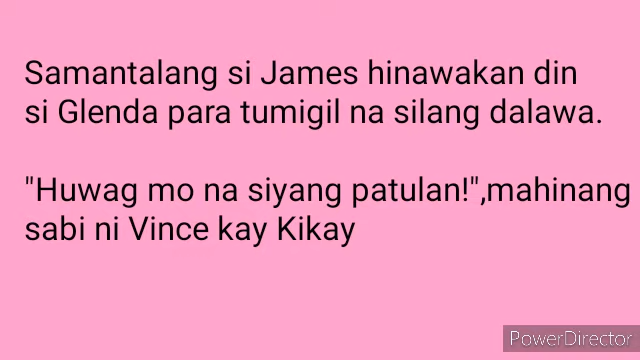 Samantalang si James hinawakan din
si Glenda para tumigil na silang dalawa.
"Huwag mo na siyang patulan!",mahinang
sabi ni Vince kay Kikay
PowerDirector